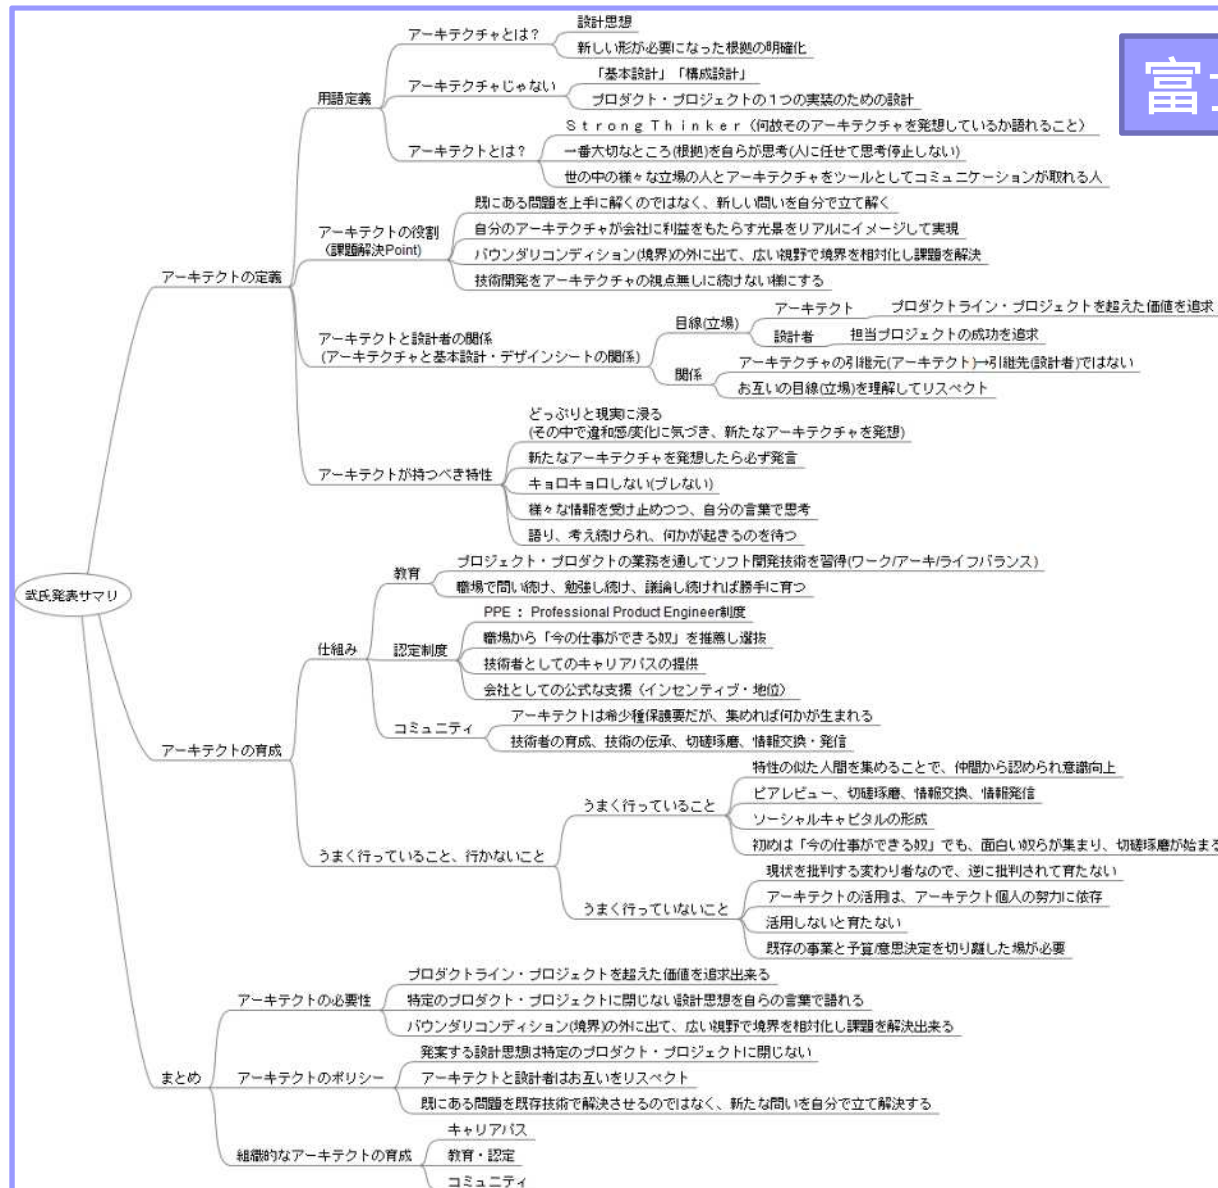 設計思想
アーキテクチャとは？
新しい形が必要になった根拠の明確化
富士
「基本設計」「構成設計」
アーキテクチャじゃない
用語定義
プロダクト・プロジェクトの１つの実装のための設計
Ｓｔｒｏｎｇ Ｔｈｉｎｋｅｒ（何故そのアーキテクチャを発想しているか語れること）
アーキテクトとは？
一番大切なところ(根拠)を自らが思考(人に任せて思考停止しない)
世の中の様々な立場の人とアーキテクチャをツールとしてコミュニケーションが取れる人
既にある問題を上手に解くのではなく、新しい問いを自分で立て解く
アーキテクトの役割
（課題解決Point)
自分のアーキテクチャが会社に利益をもたらす光景をリアルにイメージして実現
バウンダリコンディション(境界)の外に出て、広い視野で境界を相対化し課題を解決
アーキテクトの定義
技術開発をアーキテクチャの視点無しに続けない様にする
アーキテクト
プロダクトライン・プロジェクトを超えた価値を追求
目線(立場)
設計者
担当プロジェクトの成功を追求
アーキテクトと設計者の関係
(アーキテクチャと基本設計・デザインシートの関係)
アーキテクチャの引継元(アーキテクト)→引継先(設計者)ではない
関係
お互いの目線(立場)を理解してリスペクト
どっぷりと現実に浸る
(その中で違和感/変化に気づき、新たなアーキテクチャを発想)
新たなアーキテクチャを発想したら必ず発言
アーキテクトが持つべき特性
キョロキョロしない(ブレない)
様々な情報を受け止めつつ、自分の言葉で思考
語り、考え続けられ、何かが起きるのを待つ
プロジェクト・プロダクトの業務を通してソフト開発技術を習得(ワーク/アーキ/ライフバランス)
教育
職場で問い続け、勉強し続け、議論し続ければ勝手に育つ
武氏発表サマリ
PPE ： Professional Product Engineer制度
職場から「今の仕事ができる奴」を推薦し選抜
仕組み
認定制度
技術者としてのキャリアパスの提供
会社としての公式な支援（インセンティブ・地位）
アーキテクトは希少種保護要だが、集めれば何かが生まれる
コミュニティ
技術者の育成、技術の伝承、切磋琢磨、情報交換・発信
アーキテクトの育成
特性の似た人間を集めることで、仲間から認められ意識向上
ピアレビュー、切磋琢磨、情報交換、情報発信
うまく行っていること
ソーシャルキャピタルの形成
初めは「今の仕事ができる奴」でも、面白い奴らが集まり、切磋琢磨が始まる
うまく行っていること、行かないこと
現状を批判する変わり者なので、逆に批判されて育たない
アーキテクトの活用は、アーキテクト個人の努力に依存
うまく行っていないこと
活用しないと育たない
既存の事業と予算/意思決定を切り離した場が必要
プロダクトライン・プロジェクトを超えた価値を追求出来る
アーキテクトの必要性
特定のプロダクト・プロジェクトに閉じない設計思想を自らの言葉で語れる
バウンダリコンディション(境界)の外に出て、広い視野で境界を相対化し課題を解決出来る
発案する設計思想は特定のプロダクト・プロジェクトに閉じない
まとめ
アーキテクトのポリシー
アーキテクトと設計者はお互いをリスペクト
既にある問題を既存技術で解決させるのではなく、新たな問いを自分で立て解決する
キャリアパス
組織的なアーキテクトの育成
教育・認定
コミュニティ